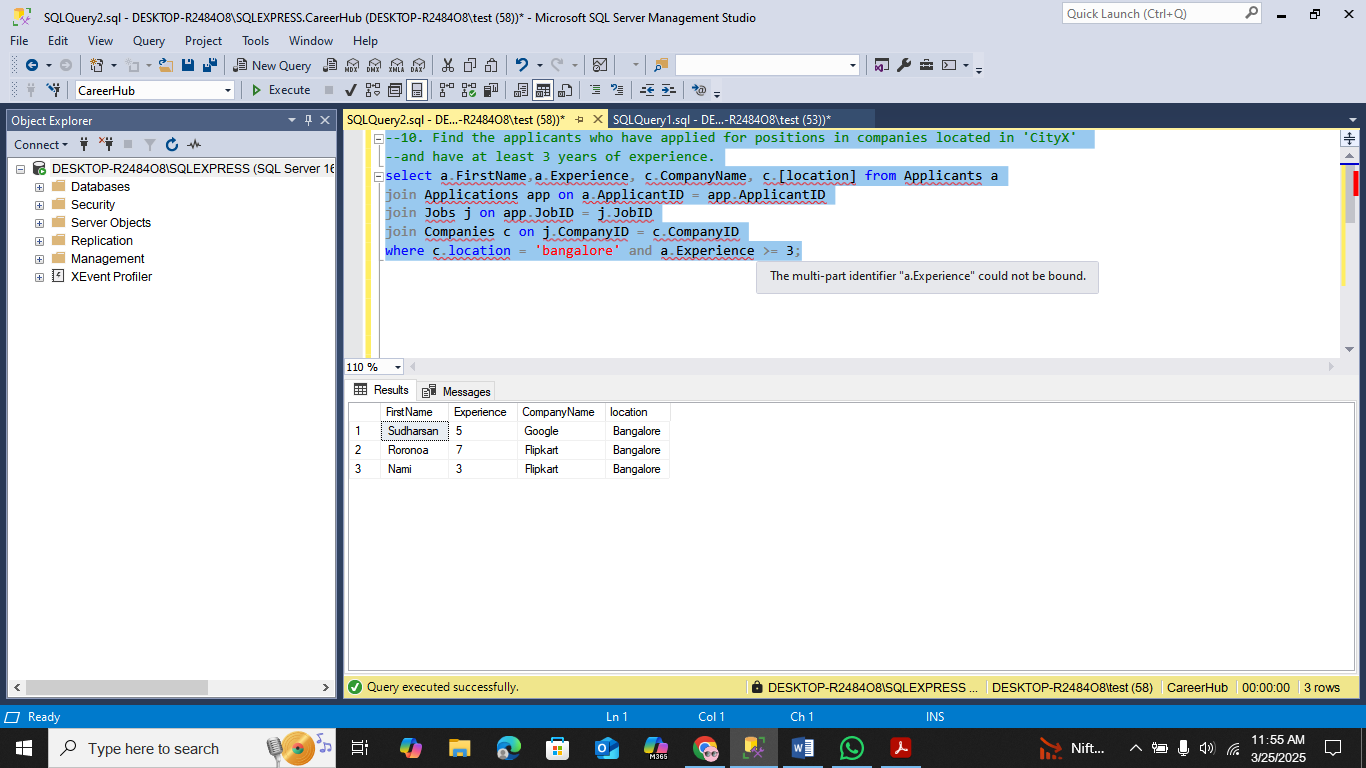 SQLQuery2.sql - DESKTOP-R2484O8\SQLEXPRESS.CareerHub (DESKTOP-R2484O8\test (58))* - Microsoft SQL Server Management Studio
Quick Launch (Ctrl+Q)
File Edit View Query Project Tools Window Help
New Query
MDX DMX XMLA DAX
CareerHub
Execute
Object Explorer
SQLQuery2.sql - DE...-R2484O8\test (58))*
SQLQuery1.sql - DE...-R2484O8\test (53))*
Connect
DESKTOP-R2484O8\SQLEXPRESS (SQL Server 16
Databases
Security
Server Objects
Replication
Management
XEvent Profiler
--10. Find the applicants who have applied for positions in companies located in 'CityX'
--and have at least 3 years of experience.
select a.FirstName,a.Experience, c.CompanyName, c.[location] from Applicants a
join Applications app on a.ApplicantID = app.ApplicantID
join Jobs j on app.JobID = j.JobID
join Companies c on j.CompanyID = c.CompanyID
where c.location = 'bangalore' and a.Experience >= 3;
The multi-part identifier "a.Experience" could not be bound.
110 %
Results Messages
FirstName Experience CompanyName location
1 Sudharsan 5 Google Bangalore
2 Roronoa 7 Flipkart Bangalore
3 Nami 3 Flipkart Bangalore
Query executed successfully.
DESKTOP-R2484O8\SQLEXPRESS ... DESKTOP-R2484O8\test (58) CareerHub 00:00:00 3 rows
Ready Ln 1 Col 1 Ch 1 INS
Type here to search
M365
Nift...
11:55 AM
3/25/2025